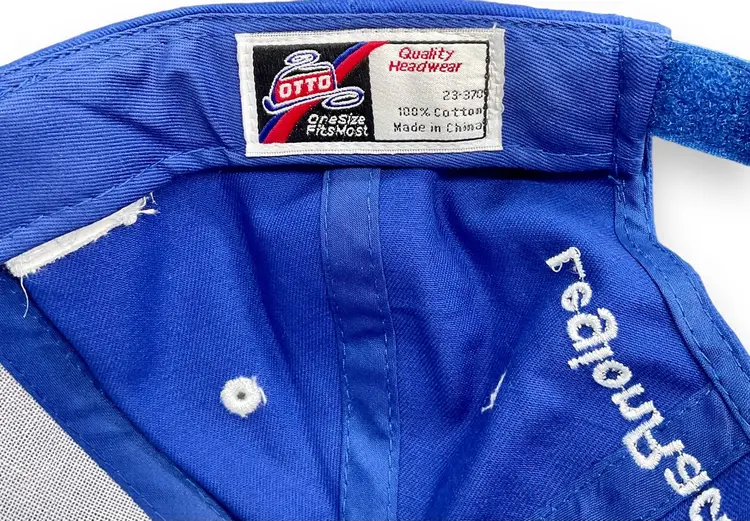 OTTO
OneSize
FitsMost
Quality
Headwear
23-370
100% Cotton
Made in China